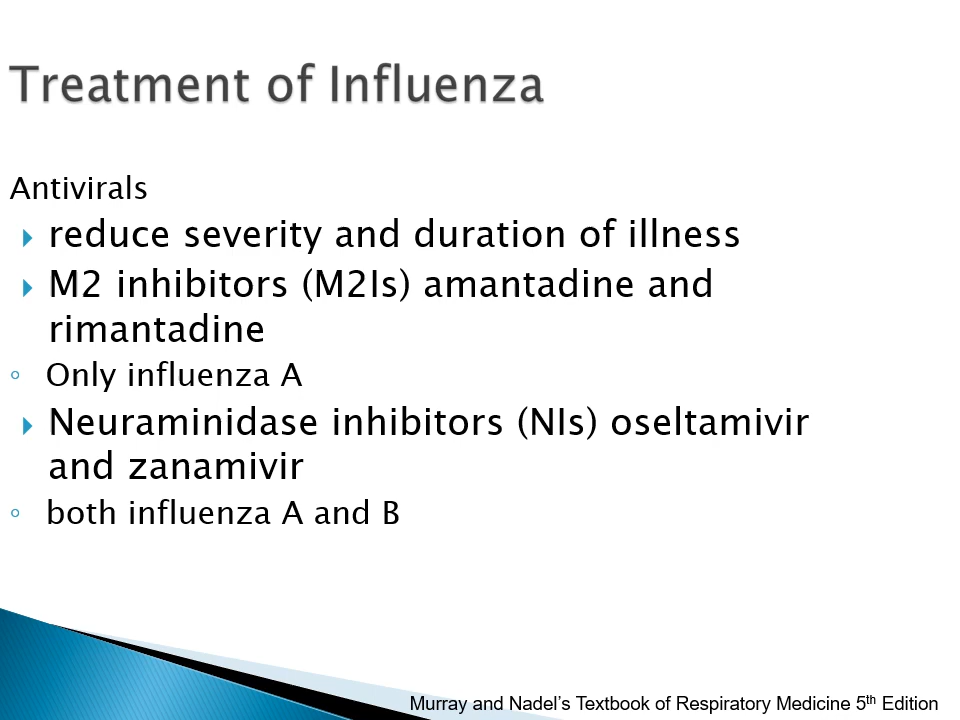 Treatment of Influenza
Antivirals
reduce severity and duration of illness
M2 inhibitors (M2Is) amantadine and
rimantadine
Only influenza A
Neuraminidase inhibitors (NIs) oseltamivir
and zanamivir
both influenza A and B
Murray and Nadel’s Textbook of Respiratory Medicine 5th Edition